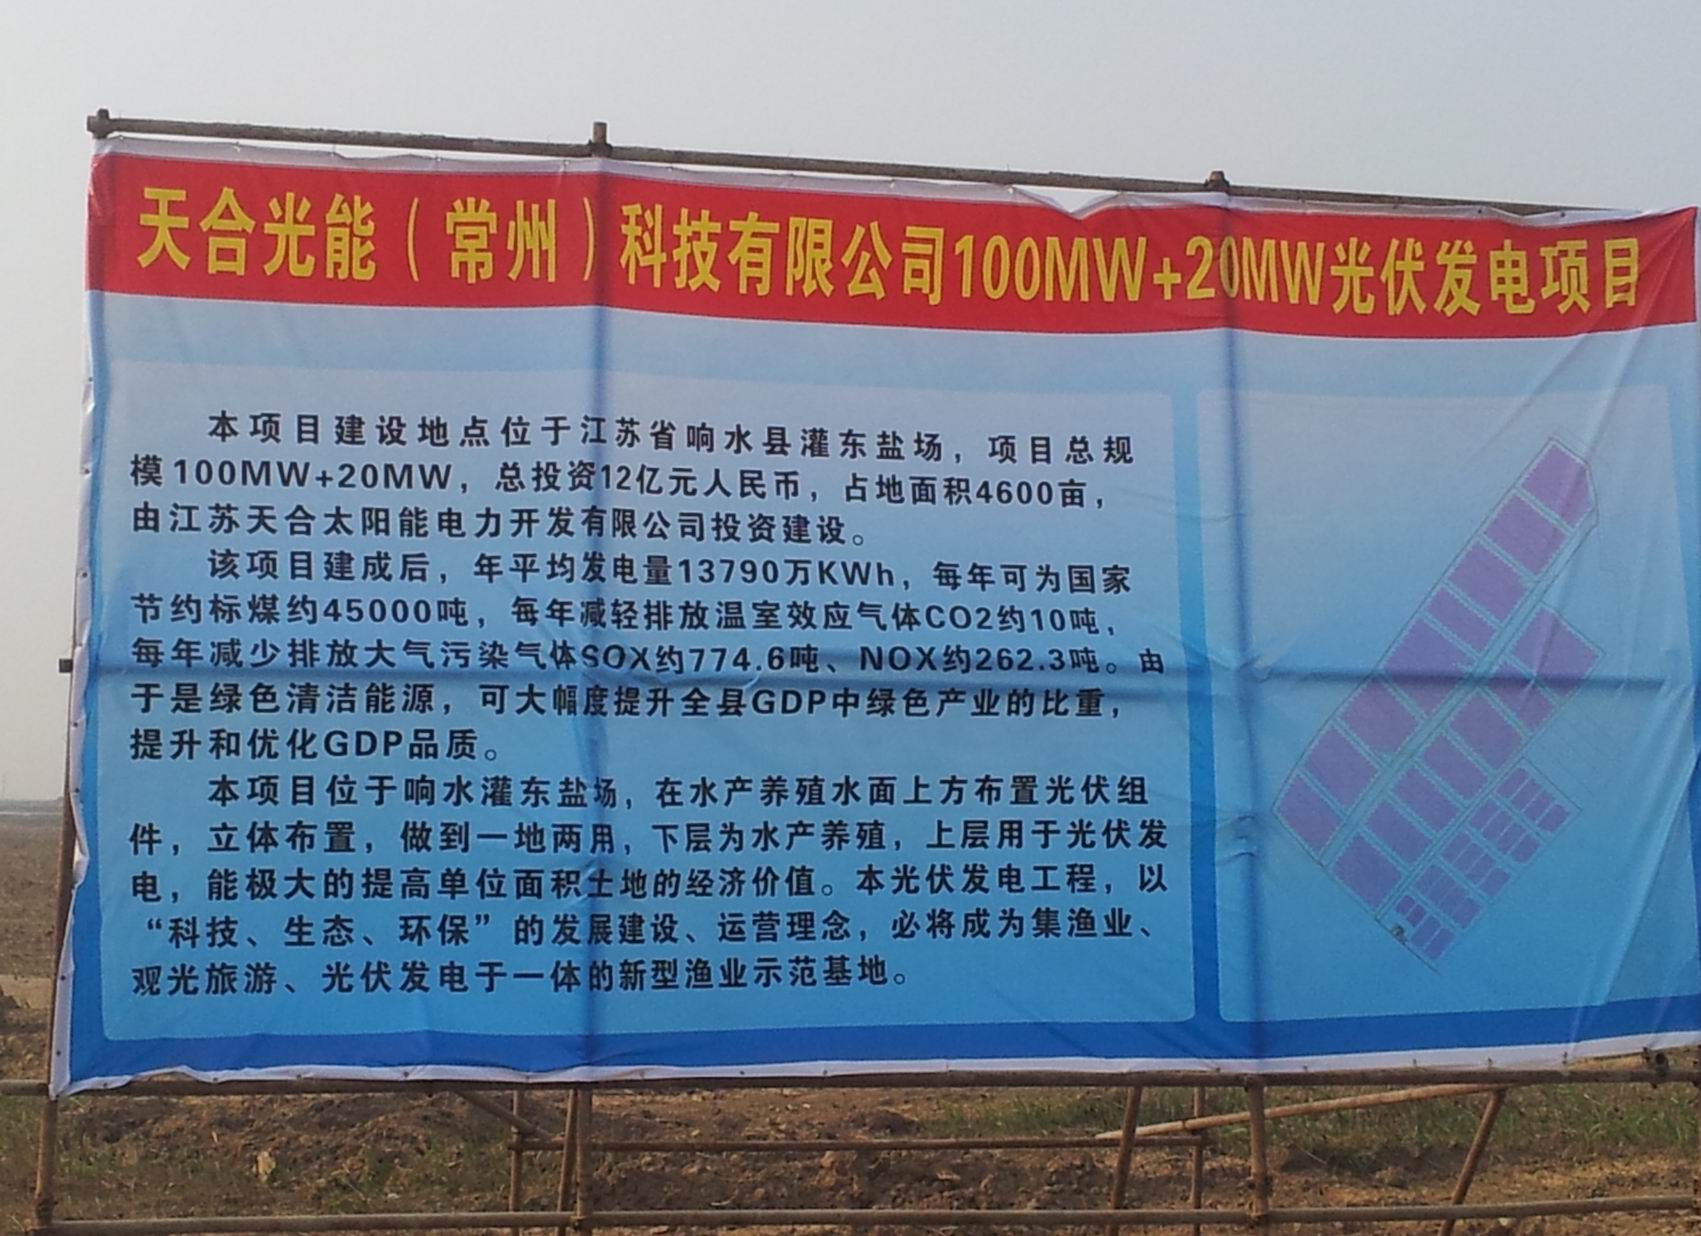 天合光能（常州）科技有限公司100MW+20MW光伏发电项目
本项目建设地点位于江苏省响水县灌东盐场，项目总规
模100MW+20MW，总投资12亿元人民币，占地面积4600亩，
由江苏天合太阳能电力开发有限公司投资建设。
该项目建成后，年平均发电量13790万KWh，每年可为国家
节约标煤约45000吨，每年减轻排放温室效应气体CO2约10吨，
每年减少排放大气污染气体SOX约774.6吨、NOX约262.3吨。由
于是绿色清洁能源，可大幅度提升全县GDP中绿色产业的比重，
提升和优化GDP品质。
本项目位于响水灌东盐场，在水产养殖水面上方布置光伏组
件，立体布置，做到一地两用，下层为水产养殖，上层用于光伏发
电，能极大的提高单位面积土地的经济价值。本光伏发电工程，以
“科技、生态、环保”的发展建设、运营理念，必将成为集渔业、
观光旅游、光伏发电于一体的新型渔业示范基地。